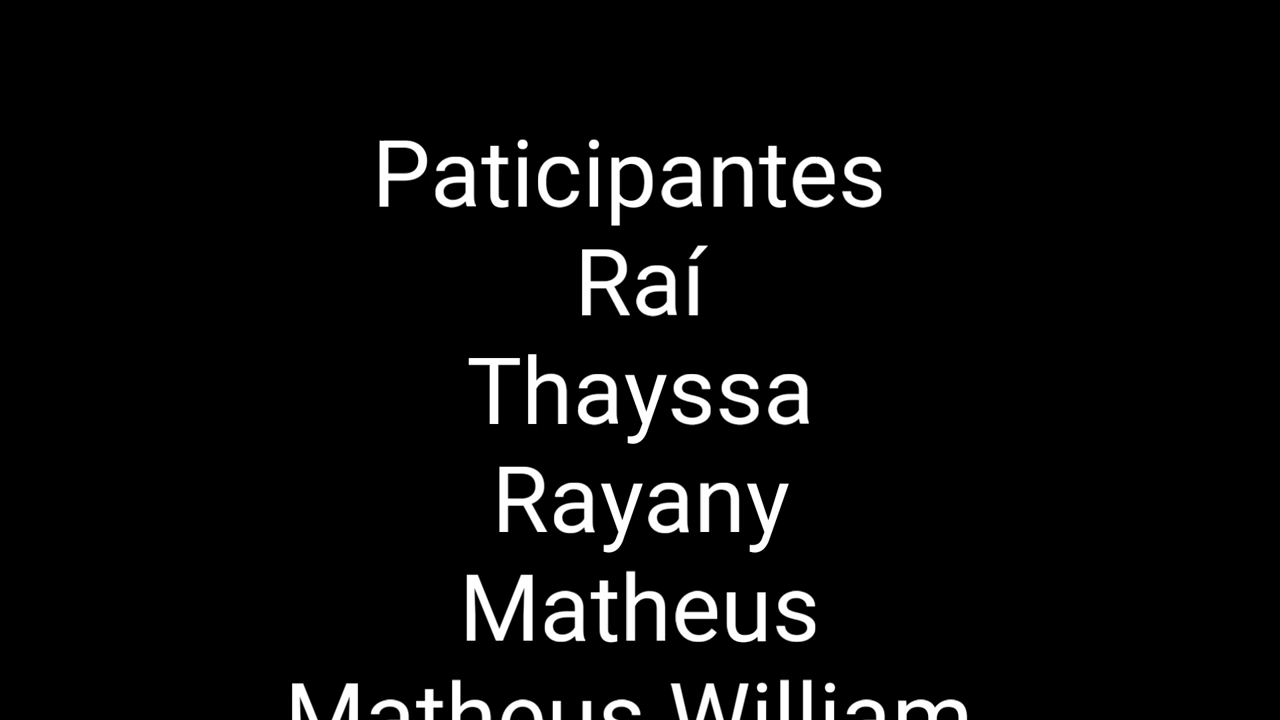 Paticipantes
Raí
Thayssa
Rayany
Matheus
Matheus William